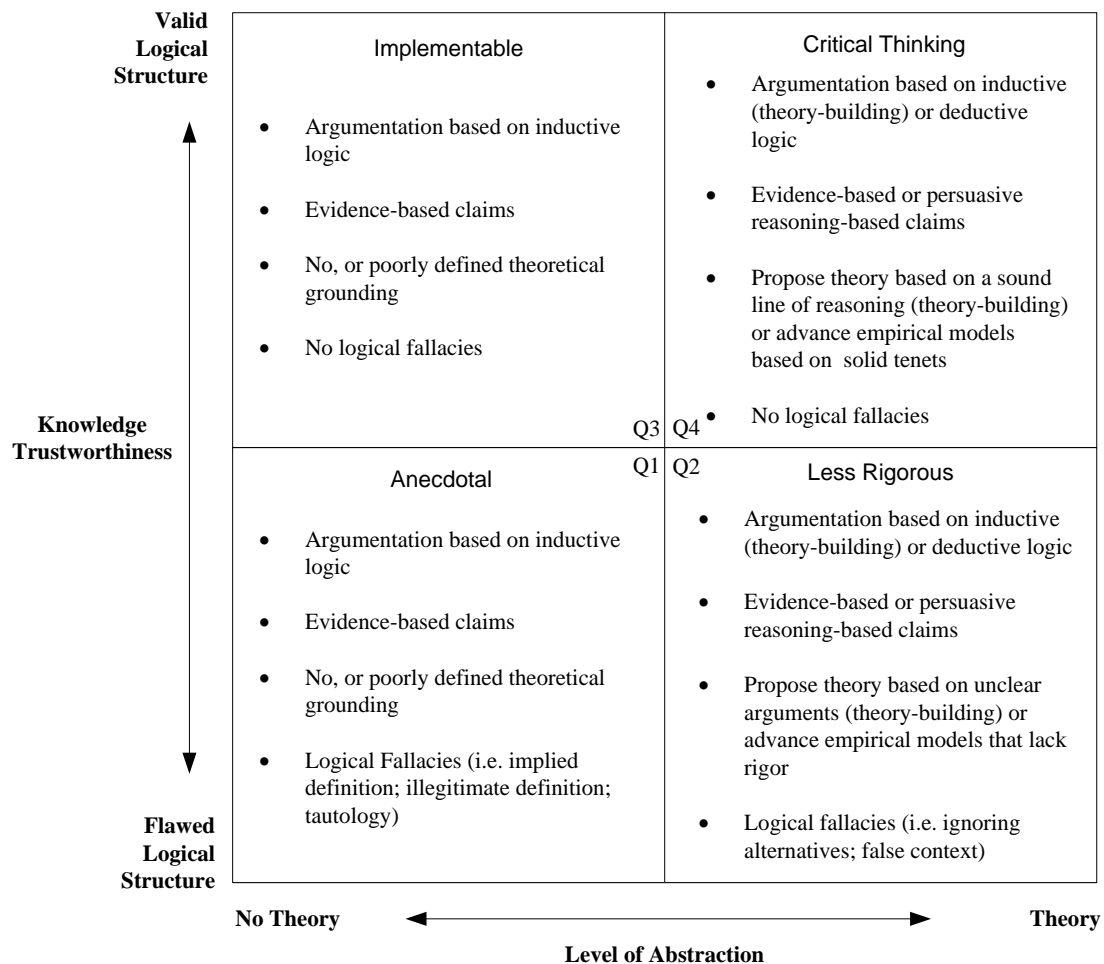 Valid
Logical
Structure
Implementable
• Argumentation based on inductive
logic
• Evidence-based claims
• No, or poorly defined theoretical
grounding
• No logical fallacies
Critical Thinking
• Argumentation based on inductive
(theory-building) or deductive
logic
• Evidence-based or persuasive
reasoning-based claims
• Propose theory based on a sound
line of reasoning (theory-building)
or advance empirical models
based on solid tenets
• No logical fallacies
Knowledge
Trustworthiness
Q3 Q4
Q1 Q2
Anecdotal
• Argumentation based on inductive
logic
• Evidence-based claims
• No, or poorly defined theoretical
grounding
• Logical Fallacies (i.e. implied
definition; illegitimate definition;
tautology)
Less Rigorous
• Argumentation based on inductive
(theory-building) or deductive logic
• Evidence-based or persuasive
reasoning-based claims
• Propose theory based on unclear
arguments (theory-building) or
advance empirical models that lack
rigor
• Logical fallacies (i.e. ignoring
alternatives; false context)
Flawed
Logical
Structure
No Theory
Theory
Level of Abstraction